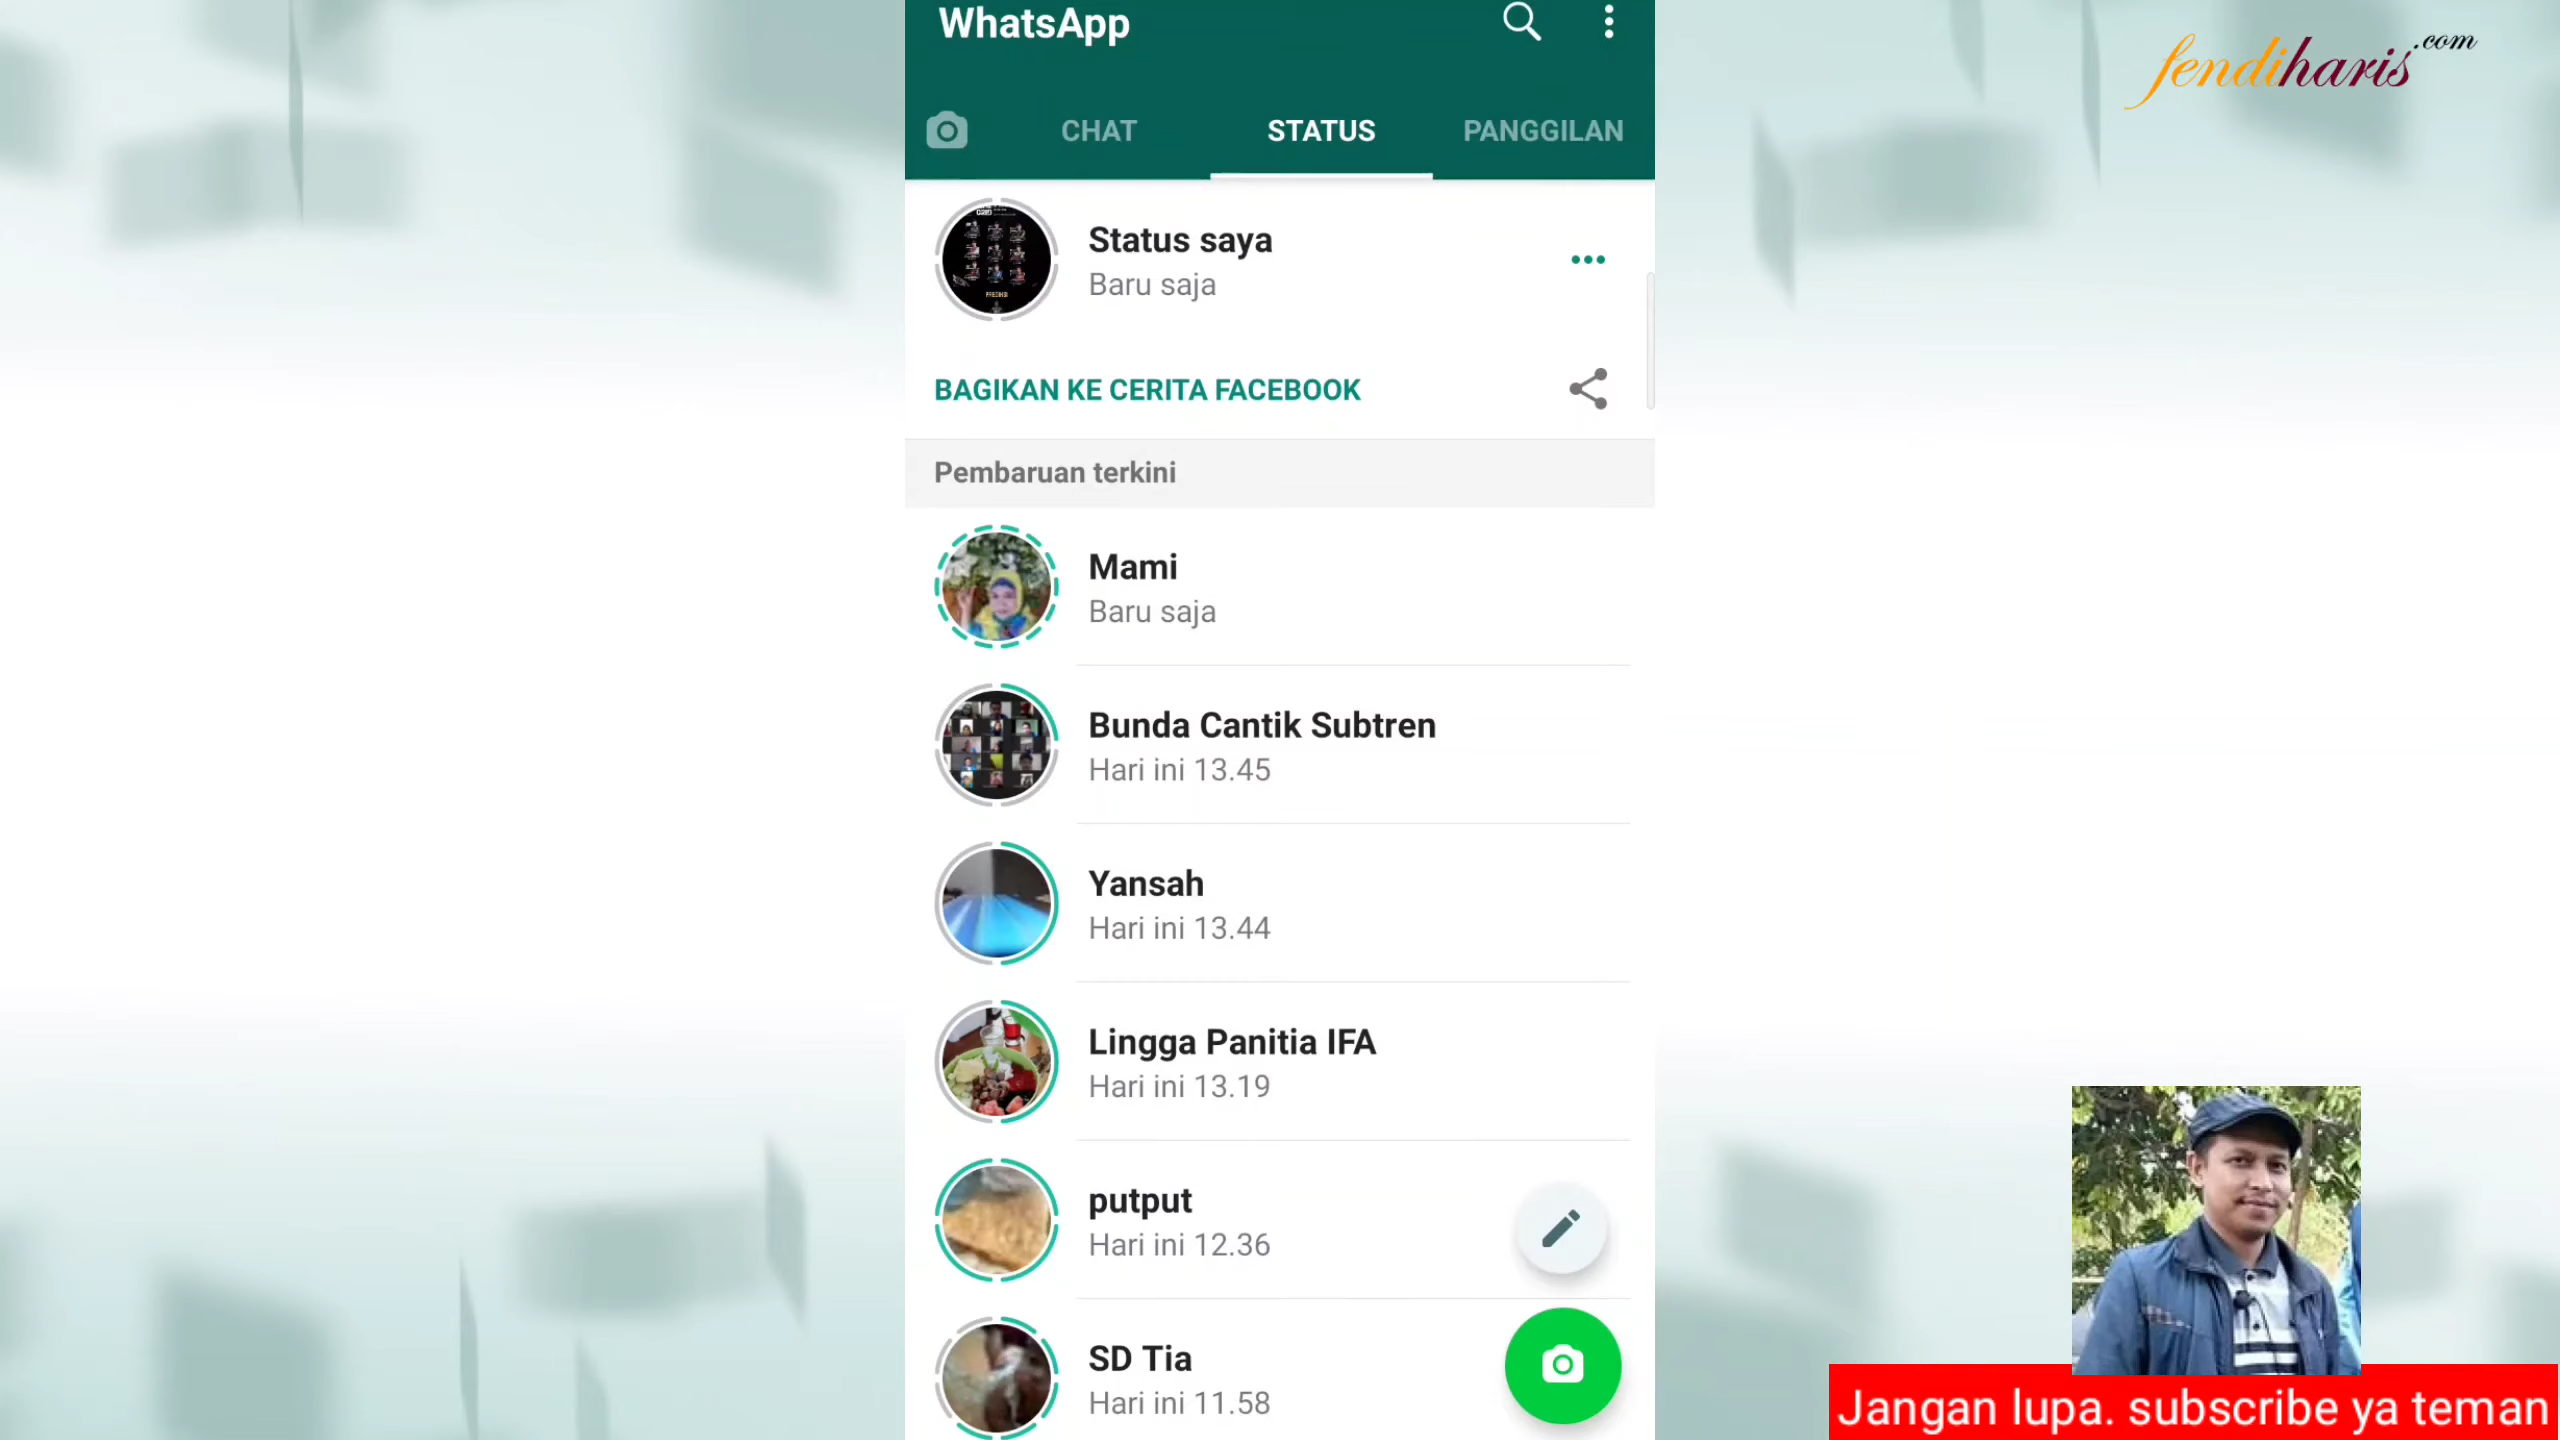 WhatsApp
fendiharis.com
CHAT
STATUS
PANGGILAN
Status saya
Baru saja
BAGIKAN KE CERITA FACEBOOK
Pembaruan terkini
Mami
Baru saja
Bunda Cantik Subtren
Hari ini 13.45
Yansah
Hari ini 13.44
Lingga Panitia IFA
Hari ini 13.19
putput
Hari ini 12.36
SD Tia
Hari ini 11.58
Jangan lupa. subscribe ya teman